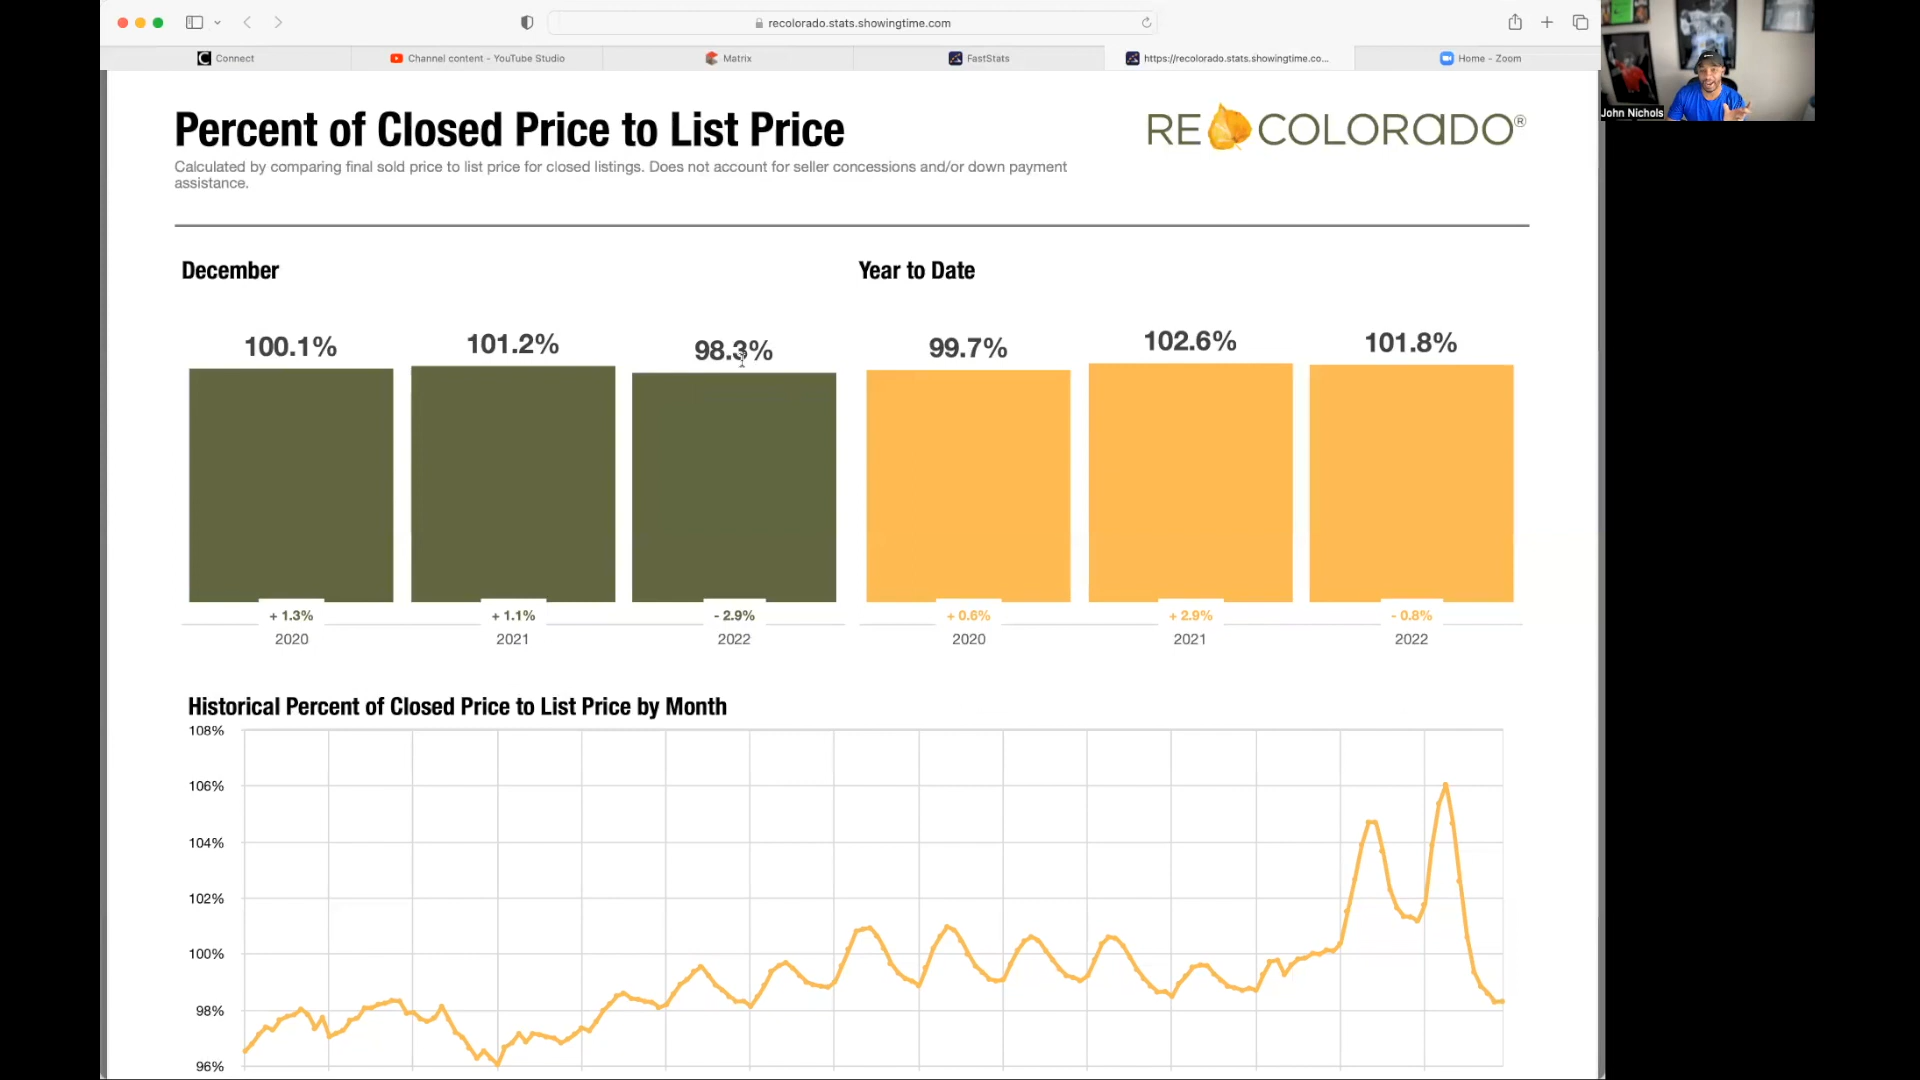 recolorado.stats.showingtime.com
Connect
Channel content - YouTube Studio
Matrix
FastStats
https://recolorado.stats.showingtime.co...
Home - Zoom
John Nichols
Percent of Closed Price to List Price
RE COLORADO®
Calculated by comparing final sold price to list price for closed listings. Does not account for seller concessions and/or down payment
assistance.
December
Year to Date
100.1%
101.2%
98.3%
99.7%
102.6%
101.8%
+ 1.3%
+ 1.1%
- 2.9%
+ 0.6%
+ 2.9%
- 0.8%
2020
2021
2022
2020
2021
2022
Historical Percent of Closed Price to List Price by Month
108%
106%
104%
102%
100%
98%
96%